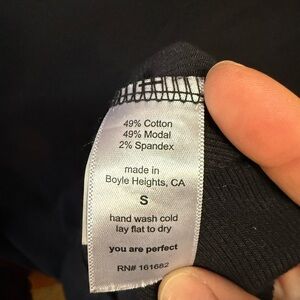 49% Cotton
49% Modal
2% Spandex
made in
Boyle Heights, CA
S
hand wash cold
lay flat to dry
you are perfect
RN# 161682